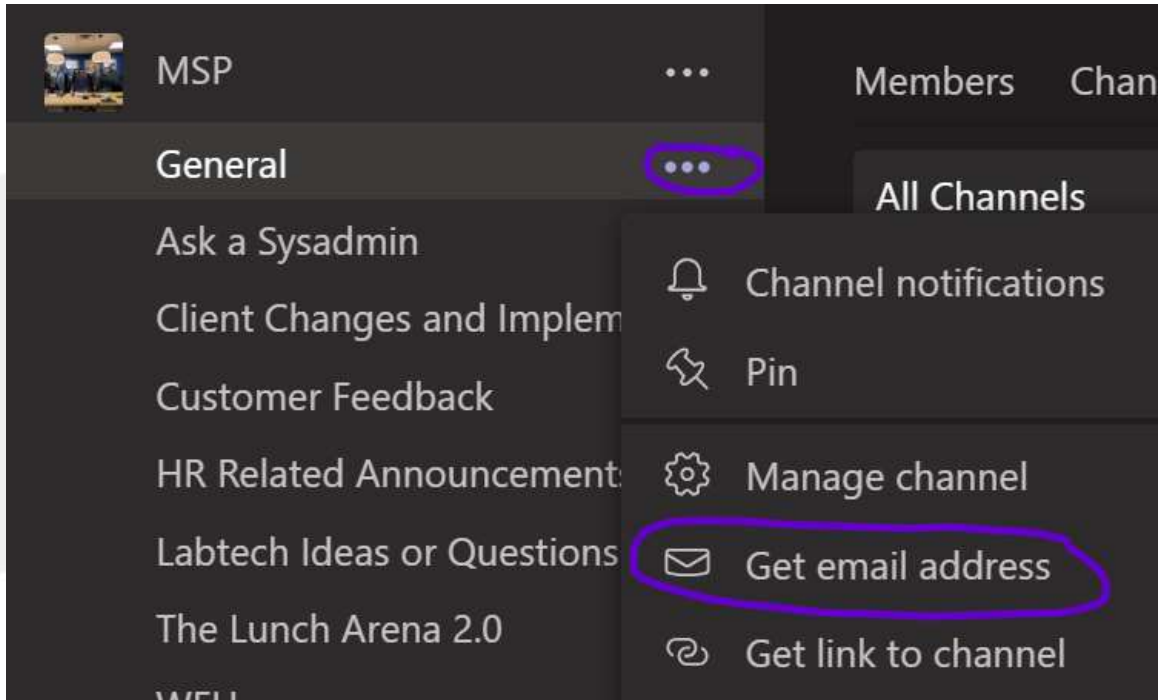 MSP
General
Ask a Sysadmin
Client Changes and Implem
Customer Feedback
HR Related Announcement
Labtech Ideas or Questions
The Lunch Arena 2.0
Members Chan
All Channels
Channel notifications
Pin
Manage channel
Get email address
Get link to channel